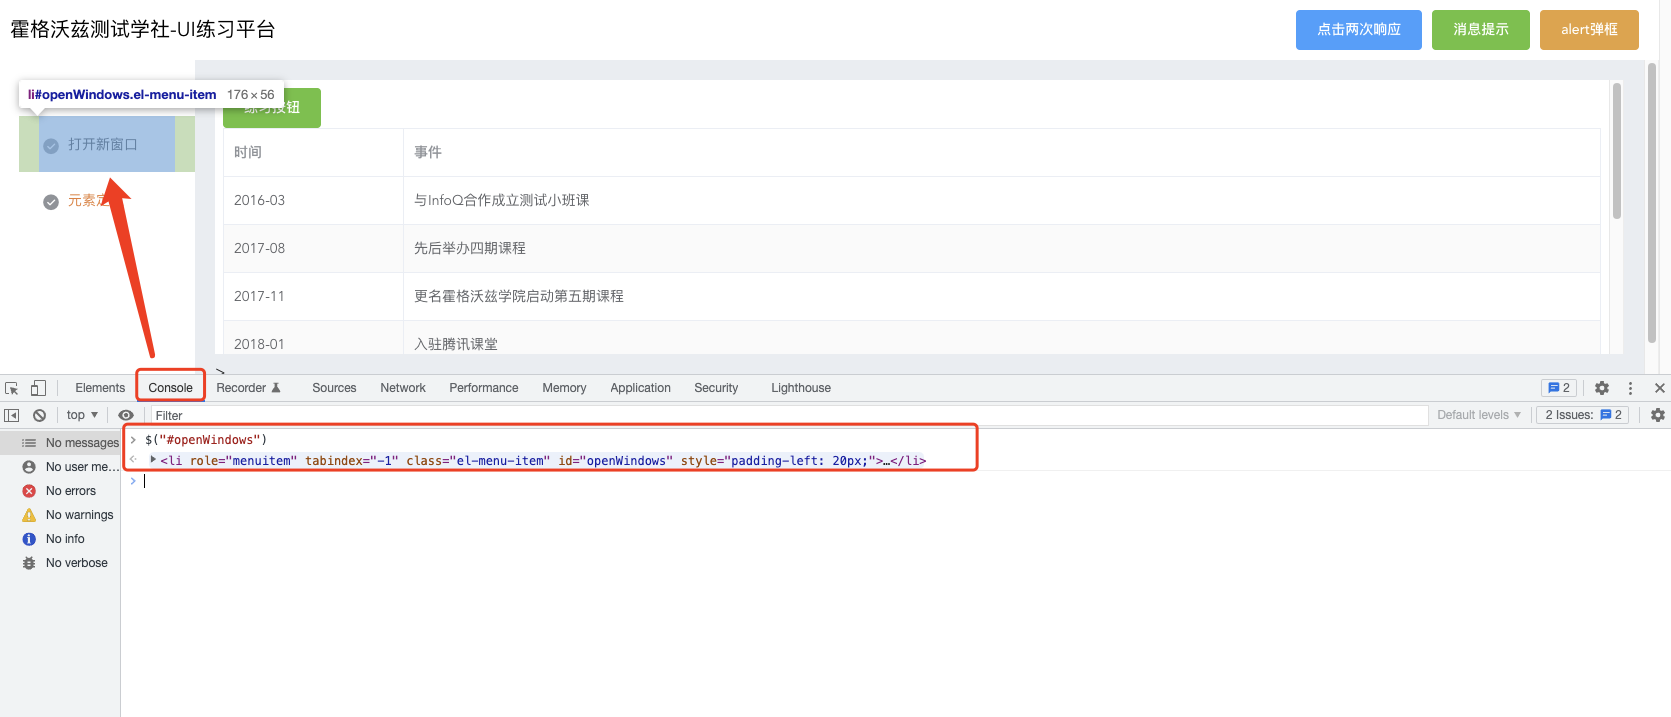 霍格沃兹测试学社-UI练习平台
点击两次响应 消息提示 alert弹框
li#openWindows.el-menu-item 176×56
练习按钮
打开新窗口
时间 事件
元素定
2016-03 与InfoQ合作成立测试小班课
2017-08 先后举办四期课程
2017-11 更名霍格沃兹学院启动第五期课程
2018-01 入驻腾讯课堂
Elements Console Recorder Sources Network Performance Memory Application Security Lighthouse 2
top Filter Default levels 2 Issues: 2
No messages
No user me...
No errors
No warnings
No info
No verbose
> $("#openWindows")
<li role="menuitem" tabindex="-1" class="el-menu-item" id="openWindows" style="padding-left: 20px;">…</li>
>